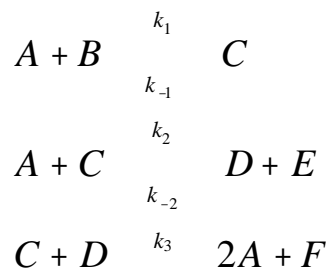 k₁
A + B C
k₋₁
k₂
A + C D + E
k₋₂
C + D k₃ 2A + F